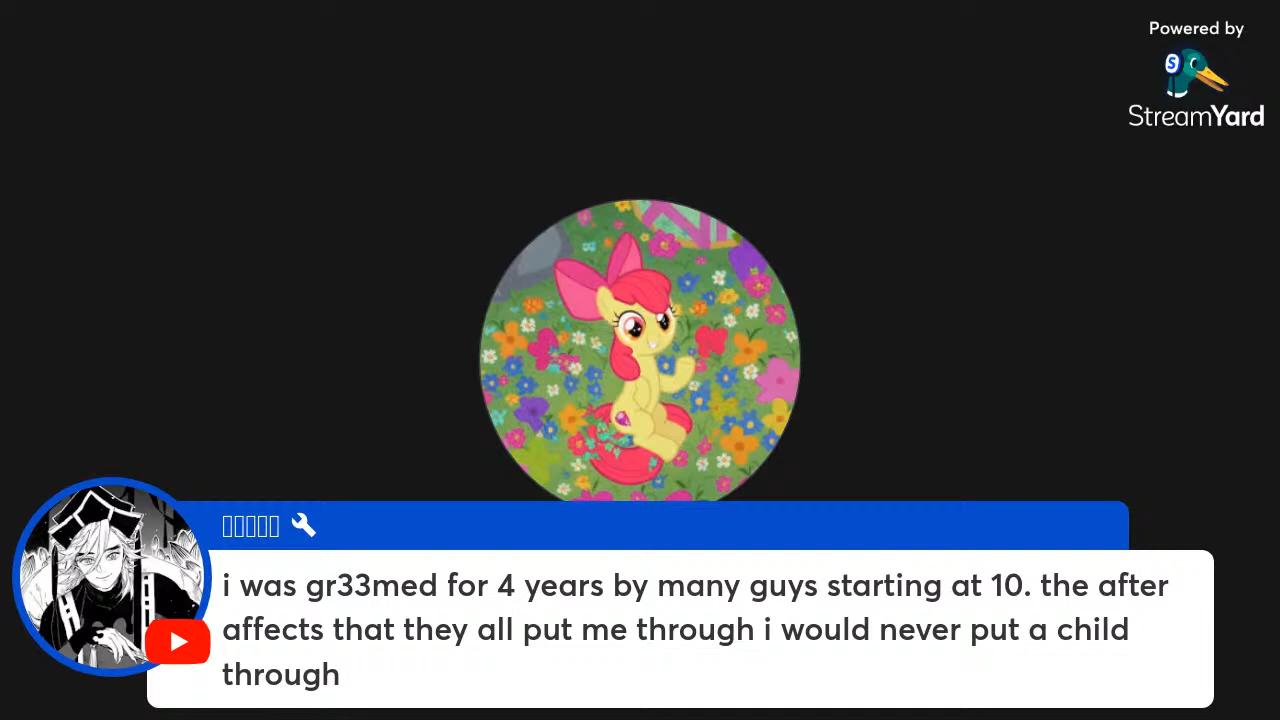 Powered by
StreamYard
i was gr33med for 4 years by many guys starting at 10. the after
affects that they all put me through i would never put a child
through